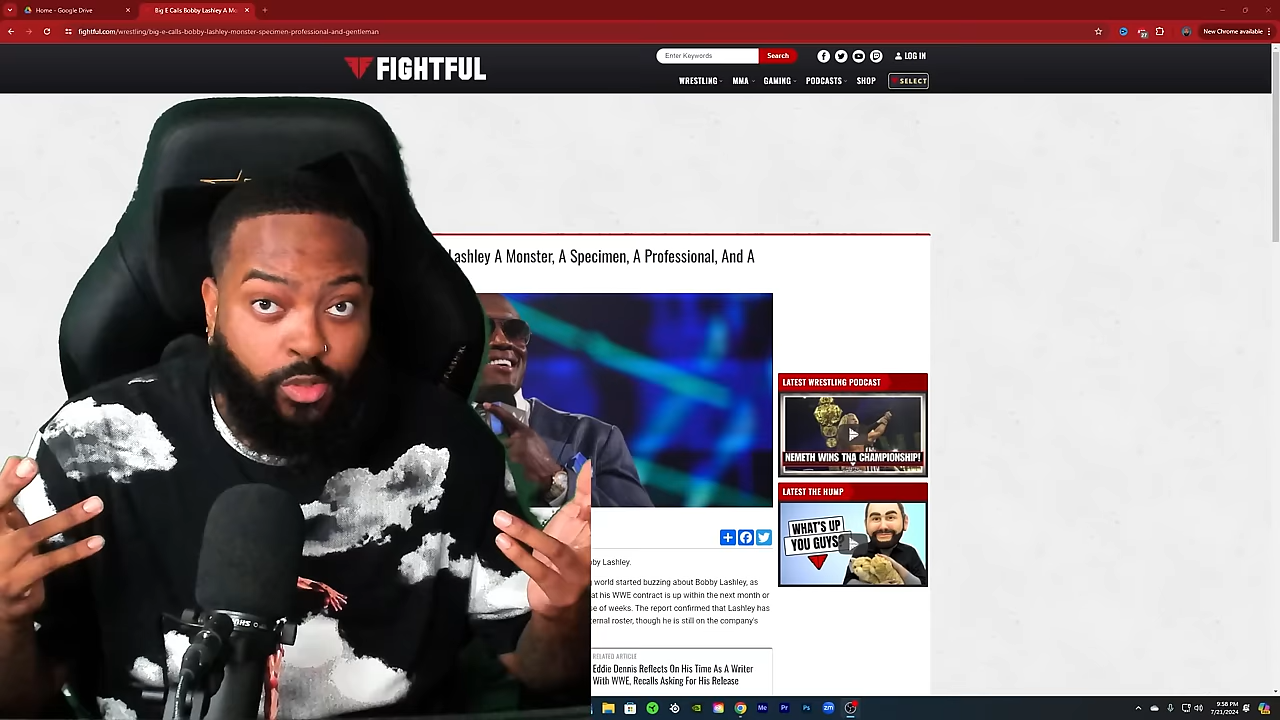 Home - Google Drive
Big E Calls Bobby Lashley A Mo
fightful.com/wrestling/big-e-calls-bobby-lashley-monster-specimen-professional-and-gentleman
27
New Chrome available
FIGHTFUL
Enter Keywords
Search
LOG IN
WRESTLING
MMA
GAMING
PODCASTS
SHOP
SELECT
Lashley A Monster, A Specimen, A Professional, And A
LATEST WRESTLING PODCAST
NEMETH WINS TNA CHAMPIONSHIP!
LATEST THE HUMP
WHAT'S UP
YOU GUYS
by Lashley.
world started buzzing about Bobby Lashley, as
at his WWE contract is up within the next month or
se of weeks. The report confirmed that Lashley has
ternal roster, though he is still on the company's
RELATED ARTICLE
Eddie Dennis Reflects On His Time As A Writer
With WWE, Recalls Asking For His Release
9:58 PM
7/21/2024